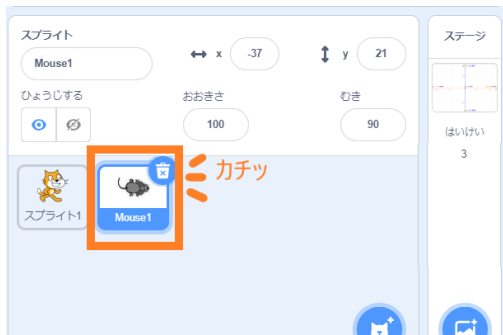 スプライト
Mouse1
x -37
y 21
ひょうじする
おおきさ
100
むき
90
ステージ
はいけい
3
カチッ
スプライト1
Mouse1